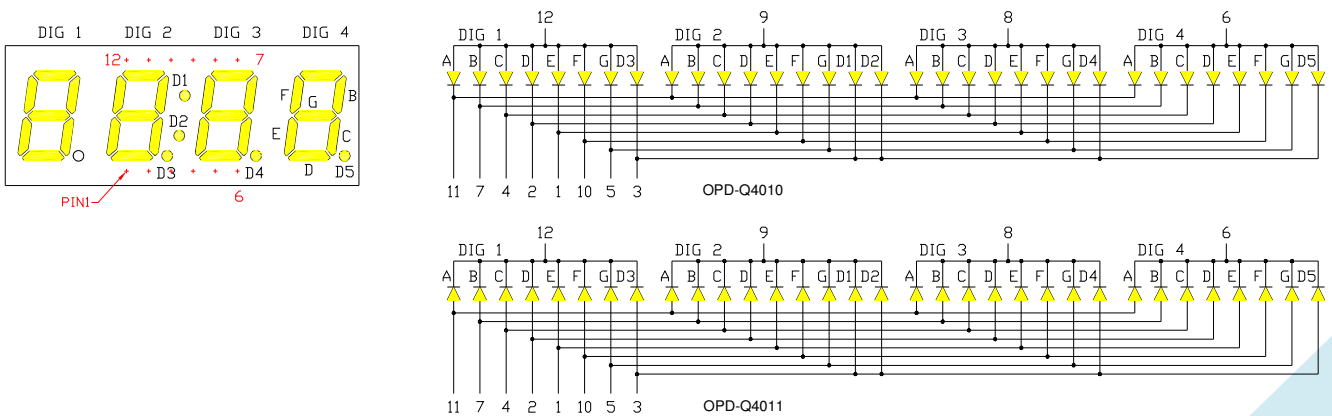 DIG 1 DIG 2 DIG 3 DIG 4
12 7
D1
F G B
D2
E C
D3 D4 D D5
PIN1
6
12 9 8 6
DIG 1 DIG 2 DIG 3 DIG 4
A B C D E F G D3 A B C D E F G D1 D2 A B C D E F G D4 A B C D E F G D5
11 7 4 2 1 10 5 3 OPD-Q4010
12 9 8 6
DIG 1 DIG 2 DIG 3 DIG 4
A B C D E F G D3 A B C D E F G D1 D2 A B C D E F G D4 A B C D E F G D5
11 7 4 2 1 10 5 3 OPD-Q4011